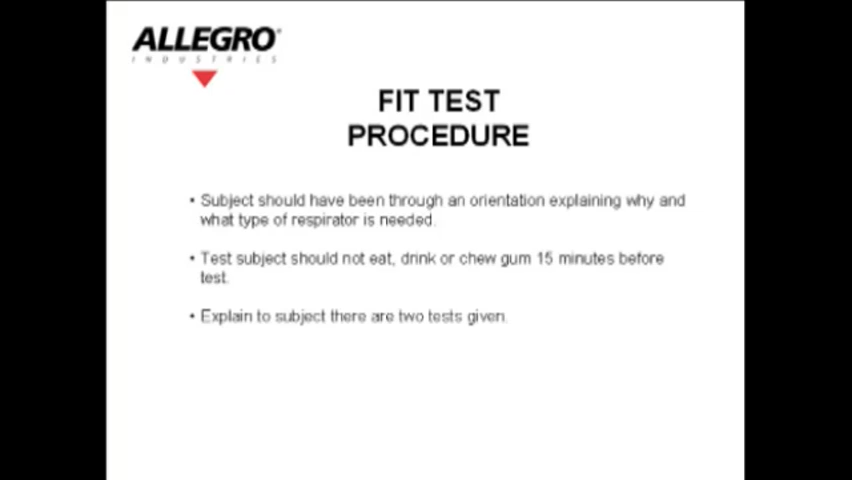 ALLEGRO
INDUSTRIES
FIT TEST
PROCEDURE
• Subject should have been through an orientation explaining why and
what type of respirator is needed.
• Test subject should not eat, drink or chew gum 15 minutes before
test.
• Explain to subject there are two tests given.